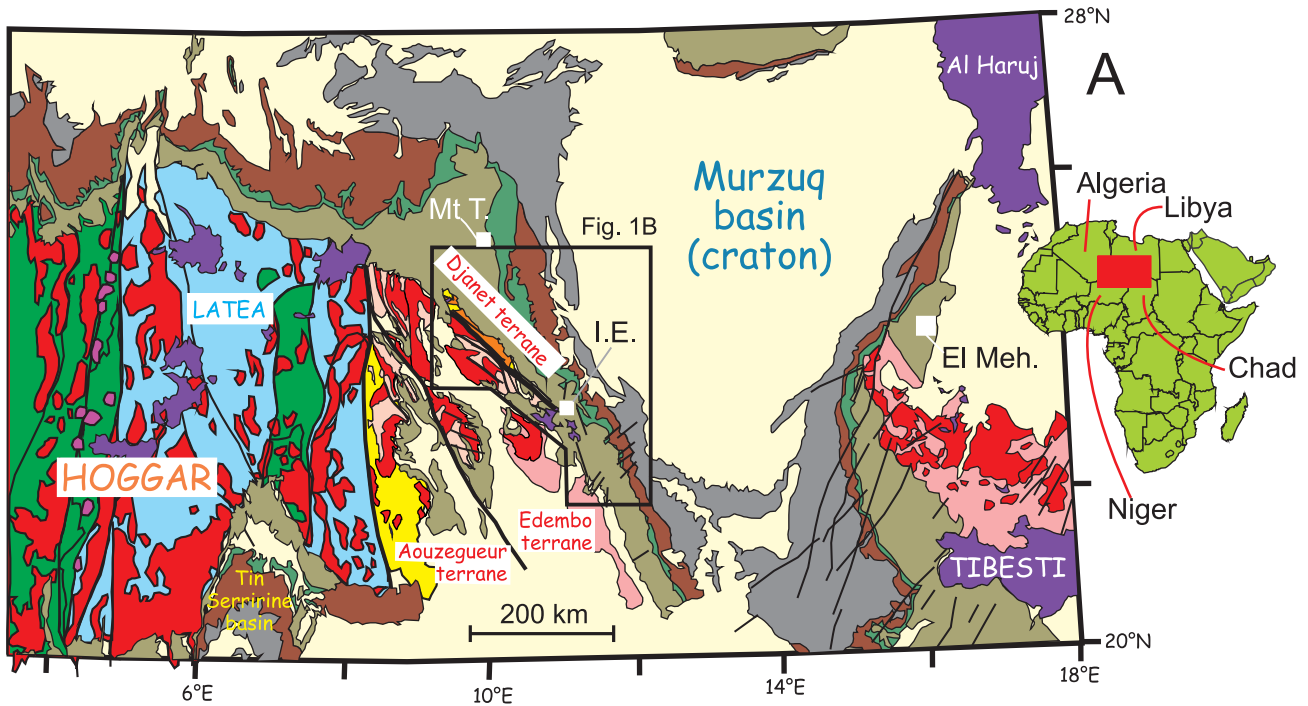 28°N
A
Al Haruj
Murzuq
basin
(craton)
Algeria
Libya
Mt T.
Fig. 1B
Djanet terrane
LATEA
I.E.
El Meh.
Chad
HOGGAR
Niger
Edembo
terrane
Aouzegueur
terrane
TIBESTI
Tin
Serririne
basin
200 km
20°N
6°E
10°E
14°E
18°E